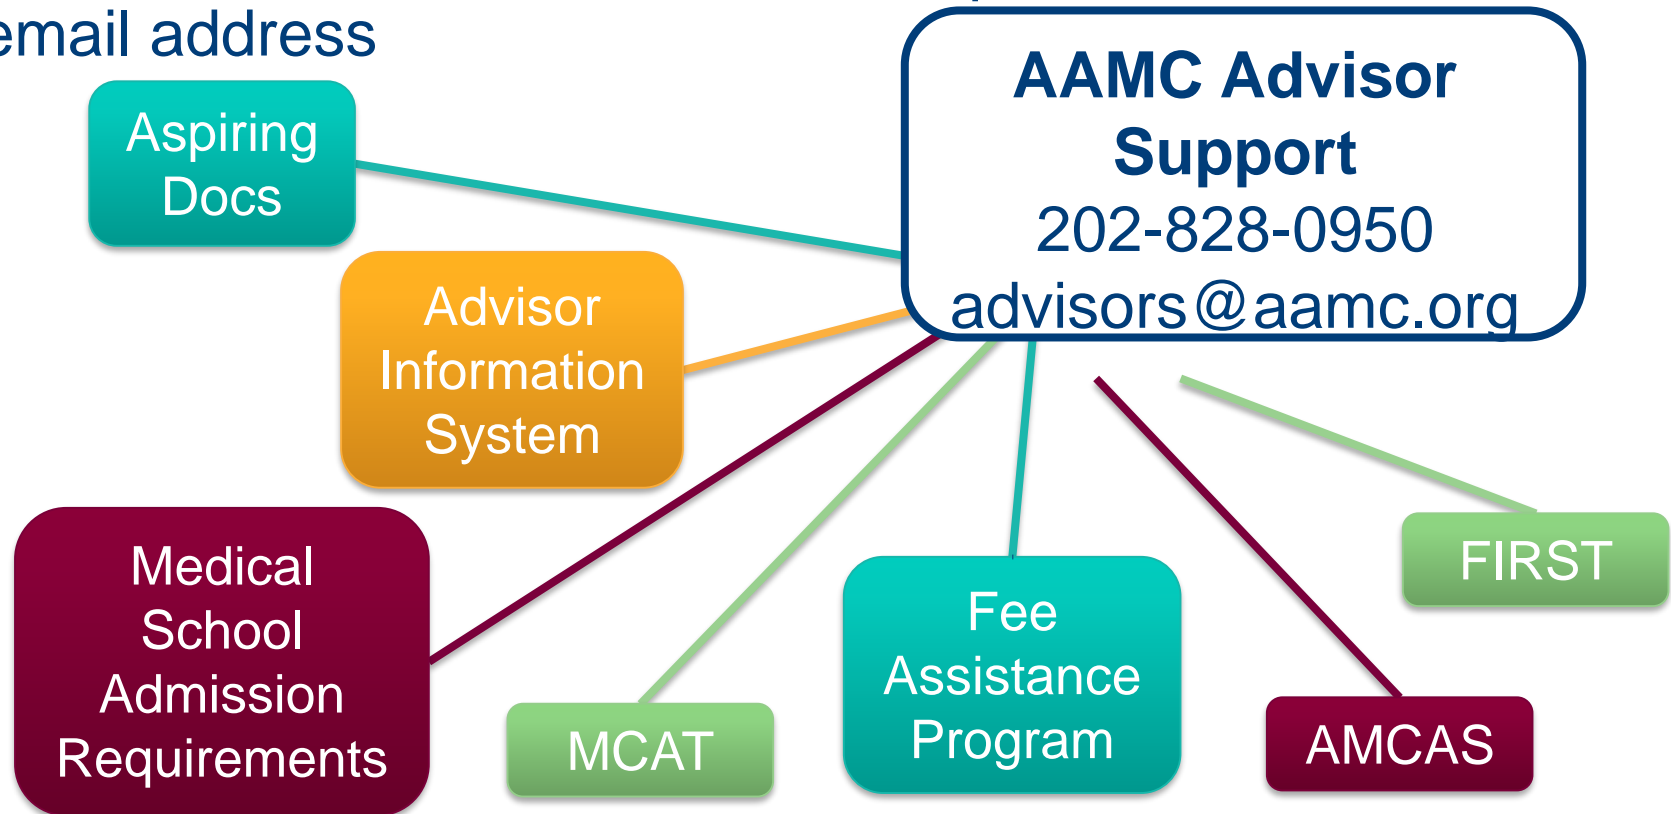 email address
AAMC Advisor
Support
202-828-0950
advisors@aamc.org
Aspiring
Docs
Advisor
Information
System
Medical
School
Admission
Requirements
MCAT
Fee
Assistance
Program
AMCAS
FIRST